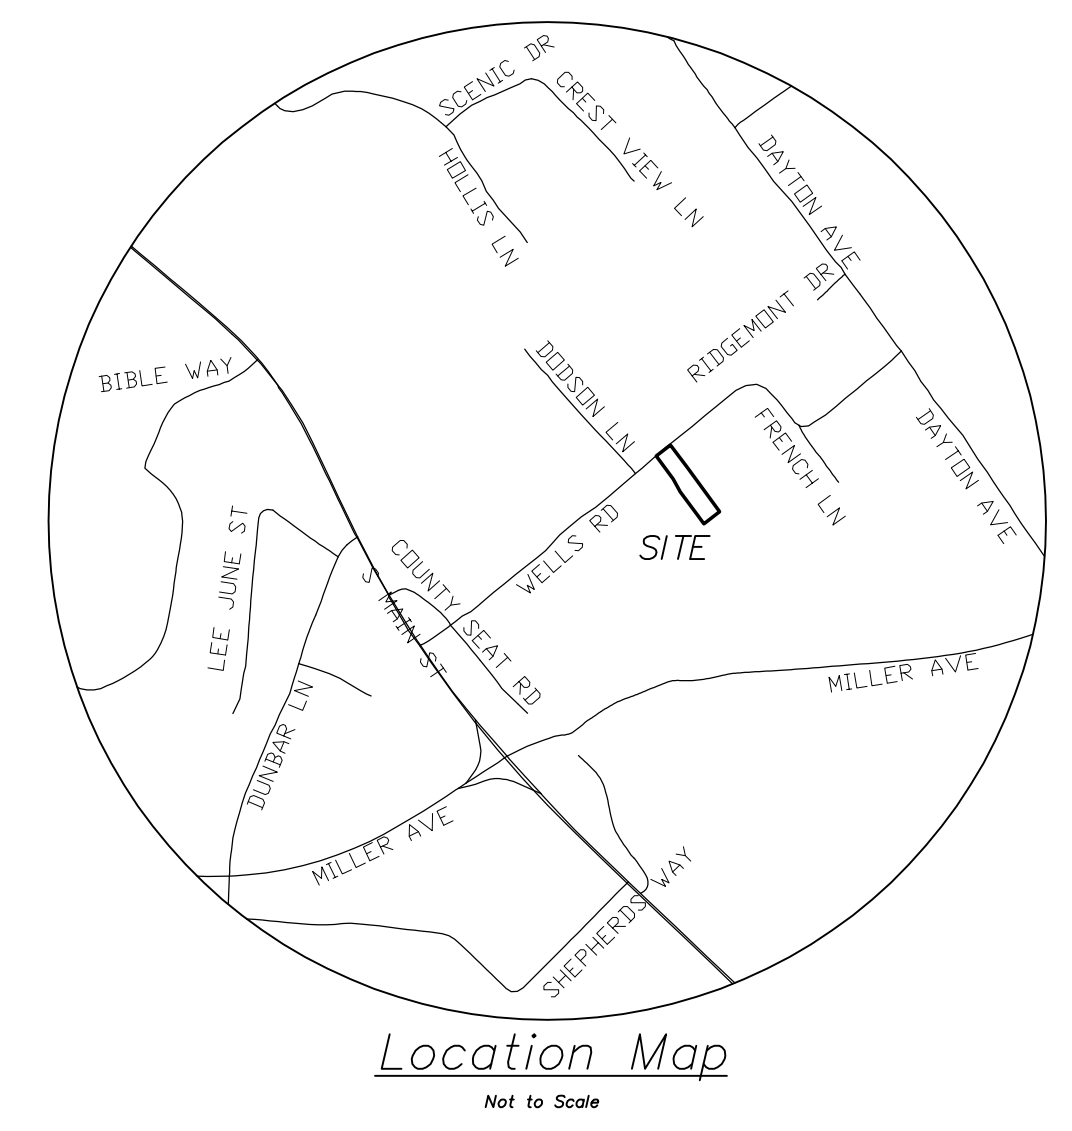 SCENIC DR
CREST VIEW LN
HOLLIS LN
DAYTON AVE
RIDGEMONT DR
BIBLE WAY
DODSON LN
FRENCH LN
DAYTON AVE
WELLS RD
SITE
LEE JUNE ST
COUNTY SEAT RD
S MAIN ST
MILLER AVE
DUNBAR LN
MILLER AVE
SHEPHERDS WAY
Location Map
Not to Scale